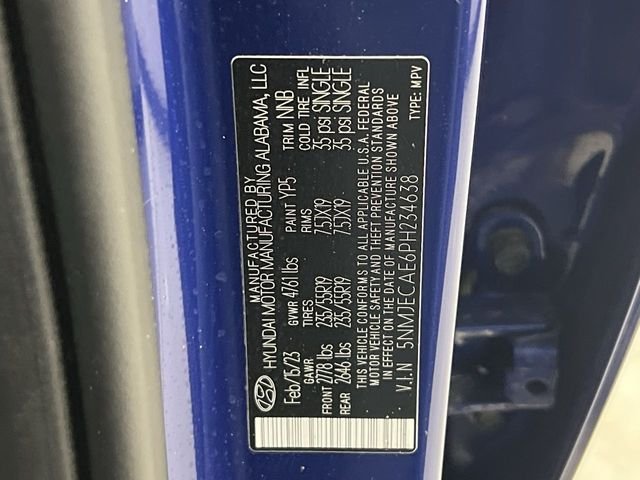 MANUFACTURED BY
HYUNDAI MOTOR MANUFACTURING ALABAMA, LLC
Feb/15/23 GVWR 4761 lbs PAINT YP5 TRIM NNB
GAWR TIRES RIMS COLD TIRE INFL
FRONT 2778 lbs 235/55R19 7.5JX19 35 psi SINGLE
REAR 2646 lbs 235/55R19 7.5JX19 35 psi SINGLE
THIS VEHICLE CONFORMS TO ALL APPLICABLE U.S.A. FEDERAL
MOTOR VEHICLE SAFETY AND THEFT PREVENTION STANDARDS
IN EFFECT ON THE DATE OF MANUFACTURE SHOWN ABOVE
V.I.N 5NMJECAE6PH234638 TYPE: MPV